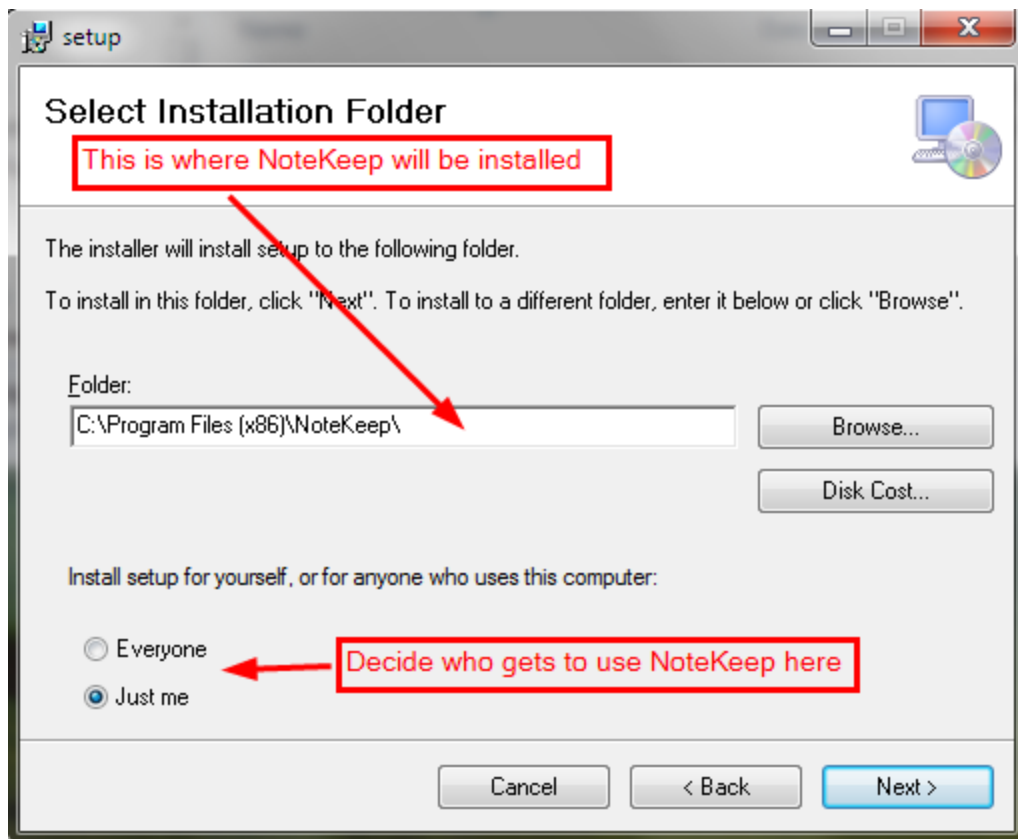 setup
Select Installation Folder
This is where NoteKeep will be installed
The installer will install setup to the following folder.
To install in this folder, click "Next". To install to a different folder, enter it below or click "Browse".
Folder:
C:\Program Files (x86)\NoteKeep\
Browse...
Disk Cost...
Install setup for yourself, or for anyone who uses this computer:
Everyone
Decide who gets to use NoteKeep here
Just me
Cancel
< Back
Next >